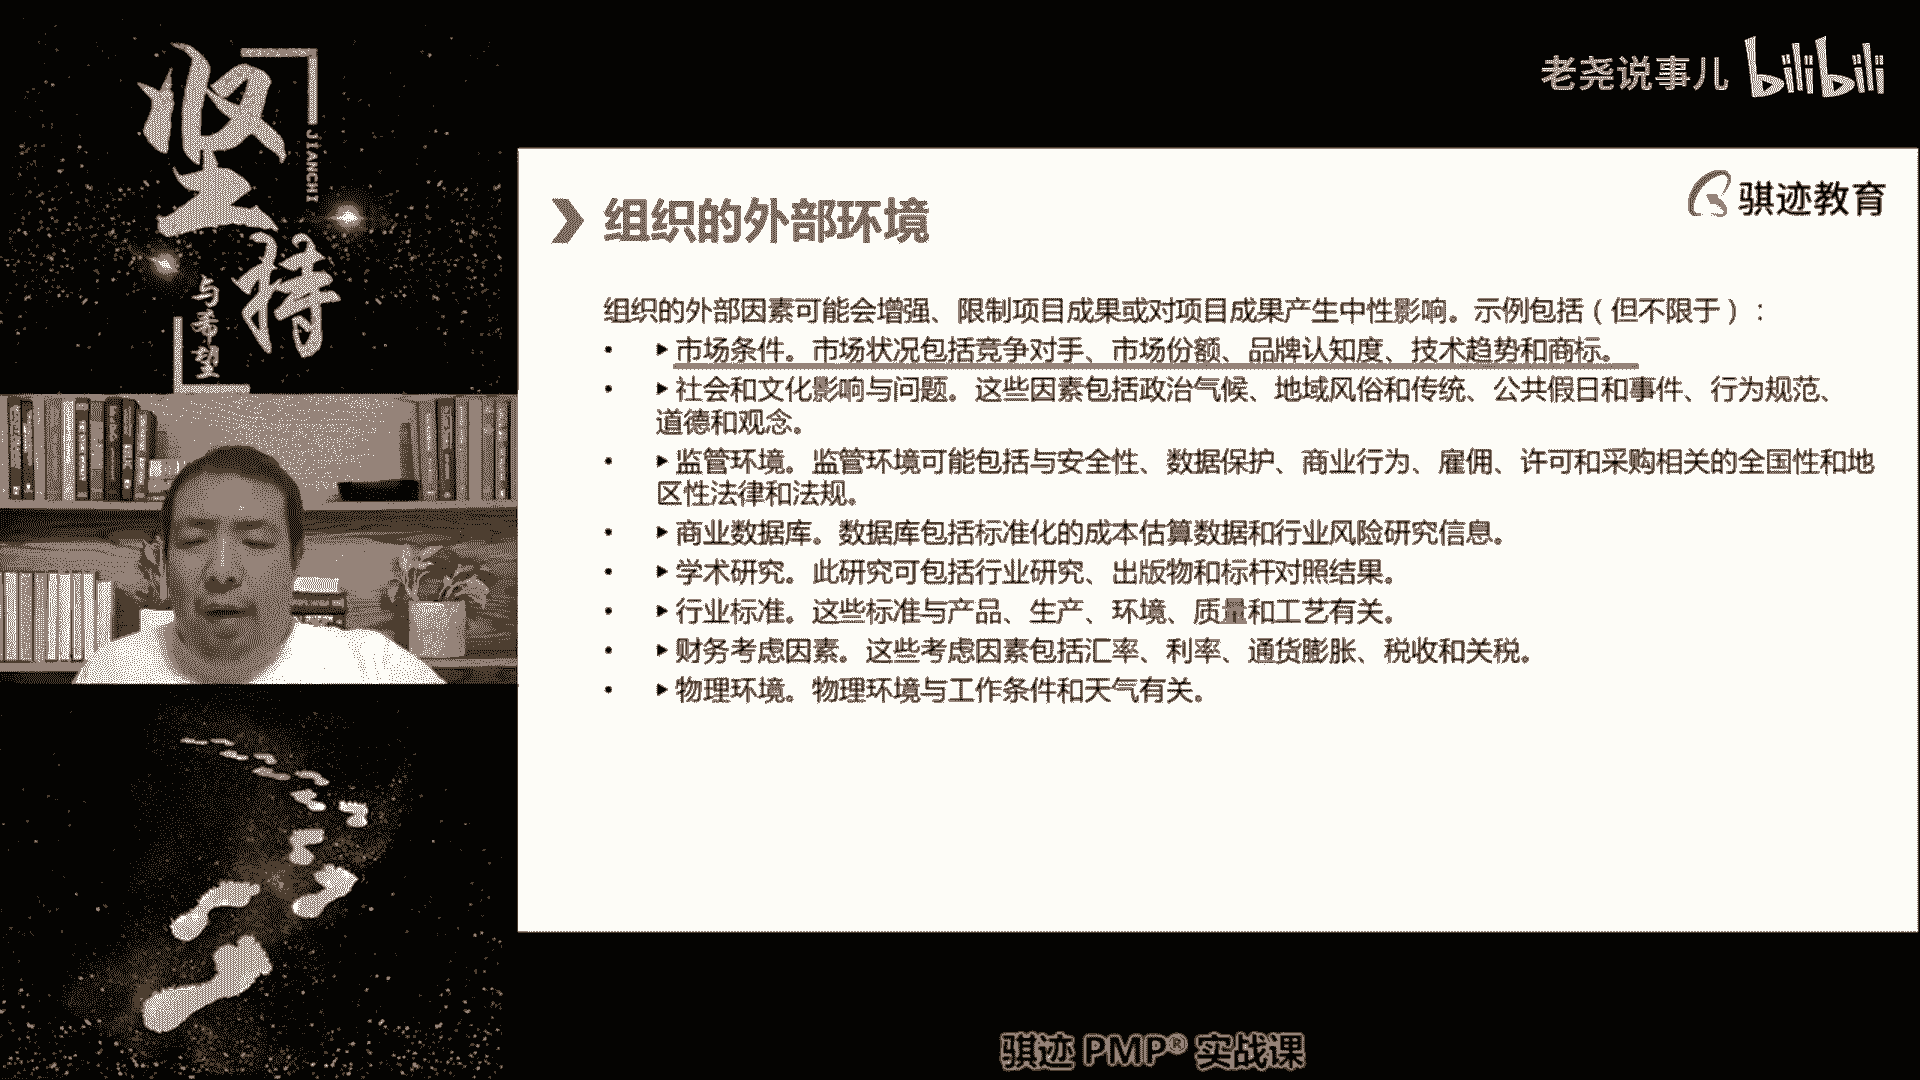 坚持
JIANCHI
与希望
老尧说事儿 bilibili
骐迹教育
组织的外部环境
组织的外部因素可能会增强、限制项目成果或对项目成果产生中性影响。示例包括（但不限于）：
• ▶市场条件。市场状况包括竞争对手、市场份额、品牌认知度、技术趋势和商标。
• ▶社会和文化影响与问题。这些因素包括政治气候、地域风俗和传统、公共假日和事件、行为规范、
道德和观念。
• ▶监管环境。监管环境可能包括与安全性、数据保护、商业行为、雇佣、许可和采购相关的全国性和地
区性法律和法规。
• ▶商业数据库。数据库包括标准化的成本估算数据和行业风险研究信息。
• ▶学术研究。此研究可包括行业研究、出版物和标杆对照结果。
• ▶行业标准。这些标准与产品、生产、环境、质量和工艺有关。
• ▶财务考虑因素。这些考虑因素包括汇率、利率、通货膨胀、税收和关税。
• ▶物理环境。物理环境与工作条件和天气有关。
骐迹 PMP® 实战课